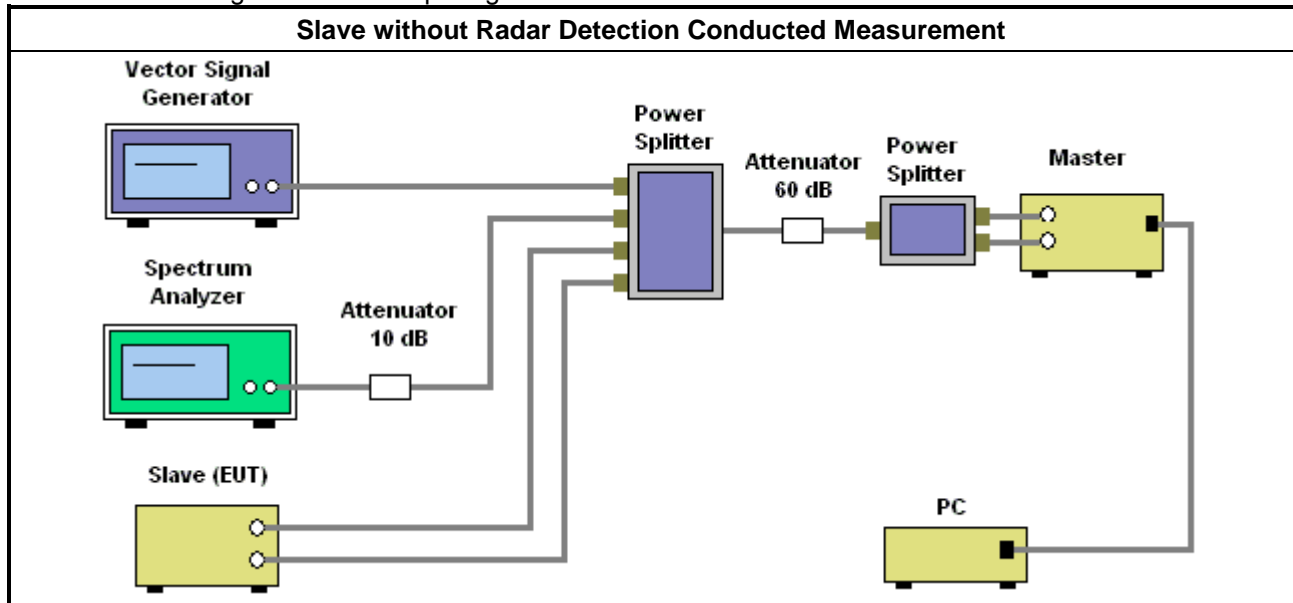 Slave without Radar Detection Conducted Measurement
Vector Signal
Generator
Power
Splitter
Attenuator
60 dB
Power
Splitter
Master
Spectrum
Analyzer
Attenuator
10 dB
Slave (EUT)
PC